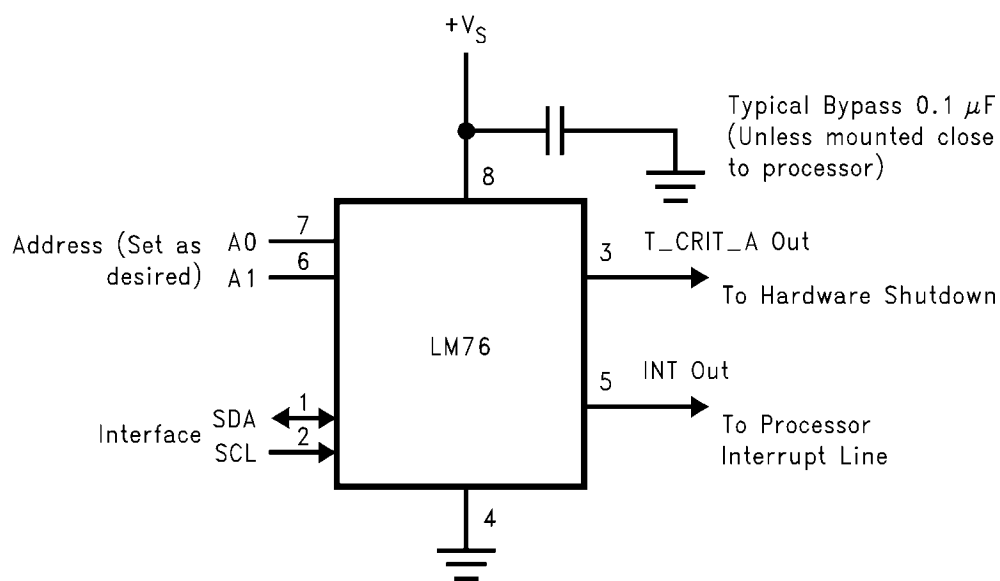 +VS
Typical Bypass 0.1 μF
(Unless mounted close
to processor)
8
7
Address (Set as
desired)
A0
6
A1
3
T_CRIT_A Out
To Hardware Shutdown
LM76
5
INT Out
To Processor
Interrupt Line
Interface
SDA
1
2
SCL
4